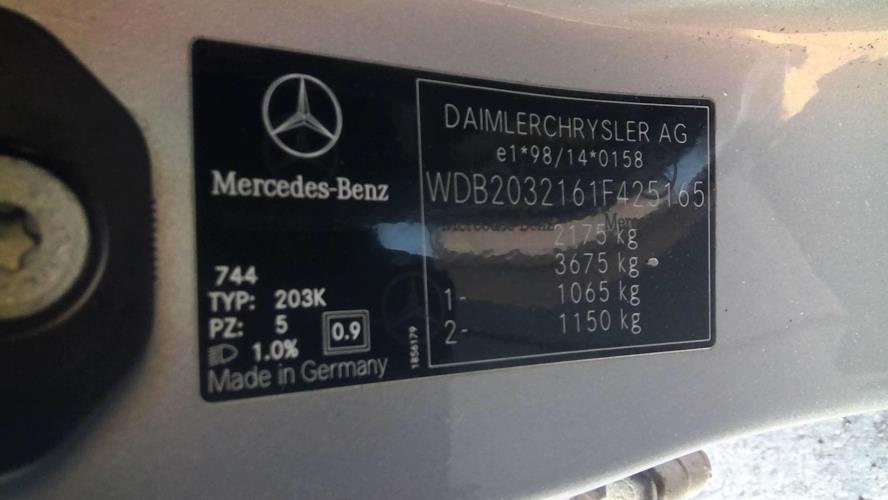 Mercedes-Benz
744
TYP: 203K
PZ: 5
0.9
1.0%
Made in Germany
1856179
DAIMLERCHRYSLER AG
e1*98/14*0158
WDB2032161F425165
2175 kg
3675 kg
1- 1065 kg
2- 1150 kg